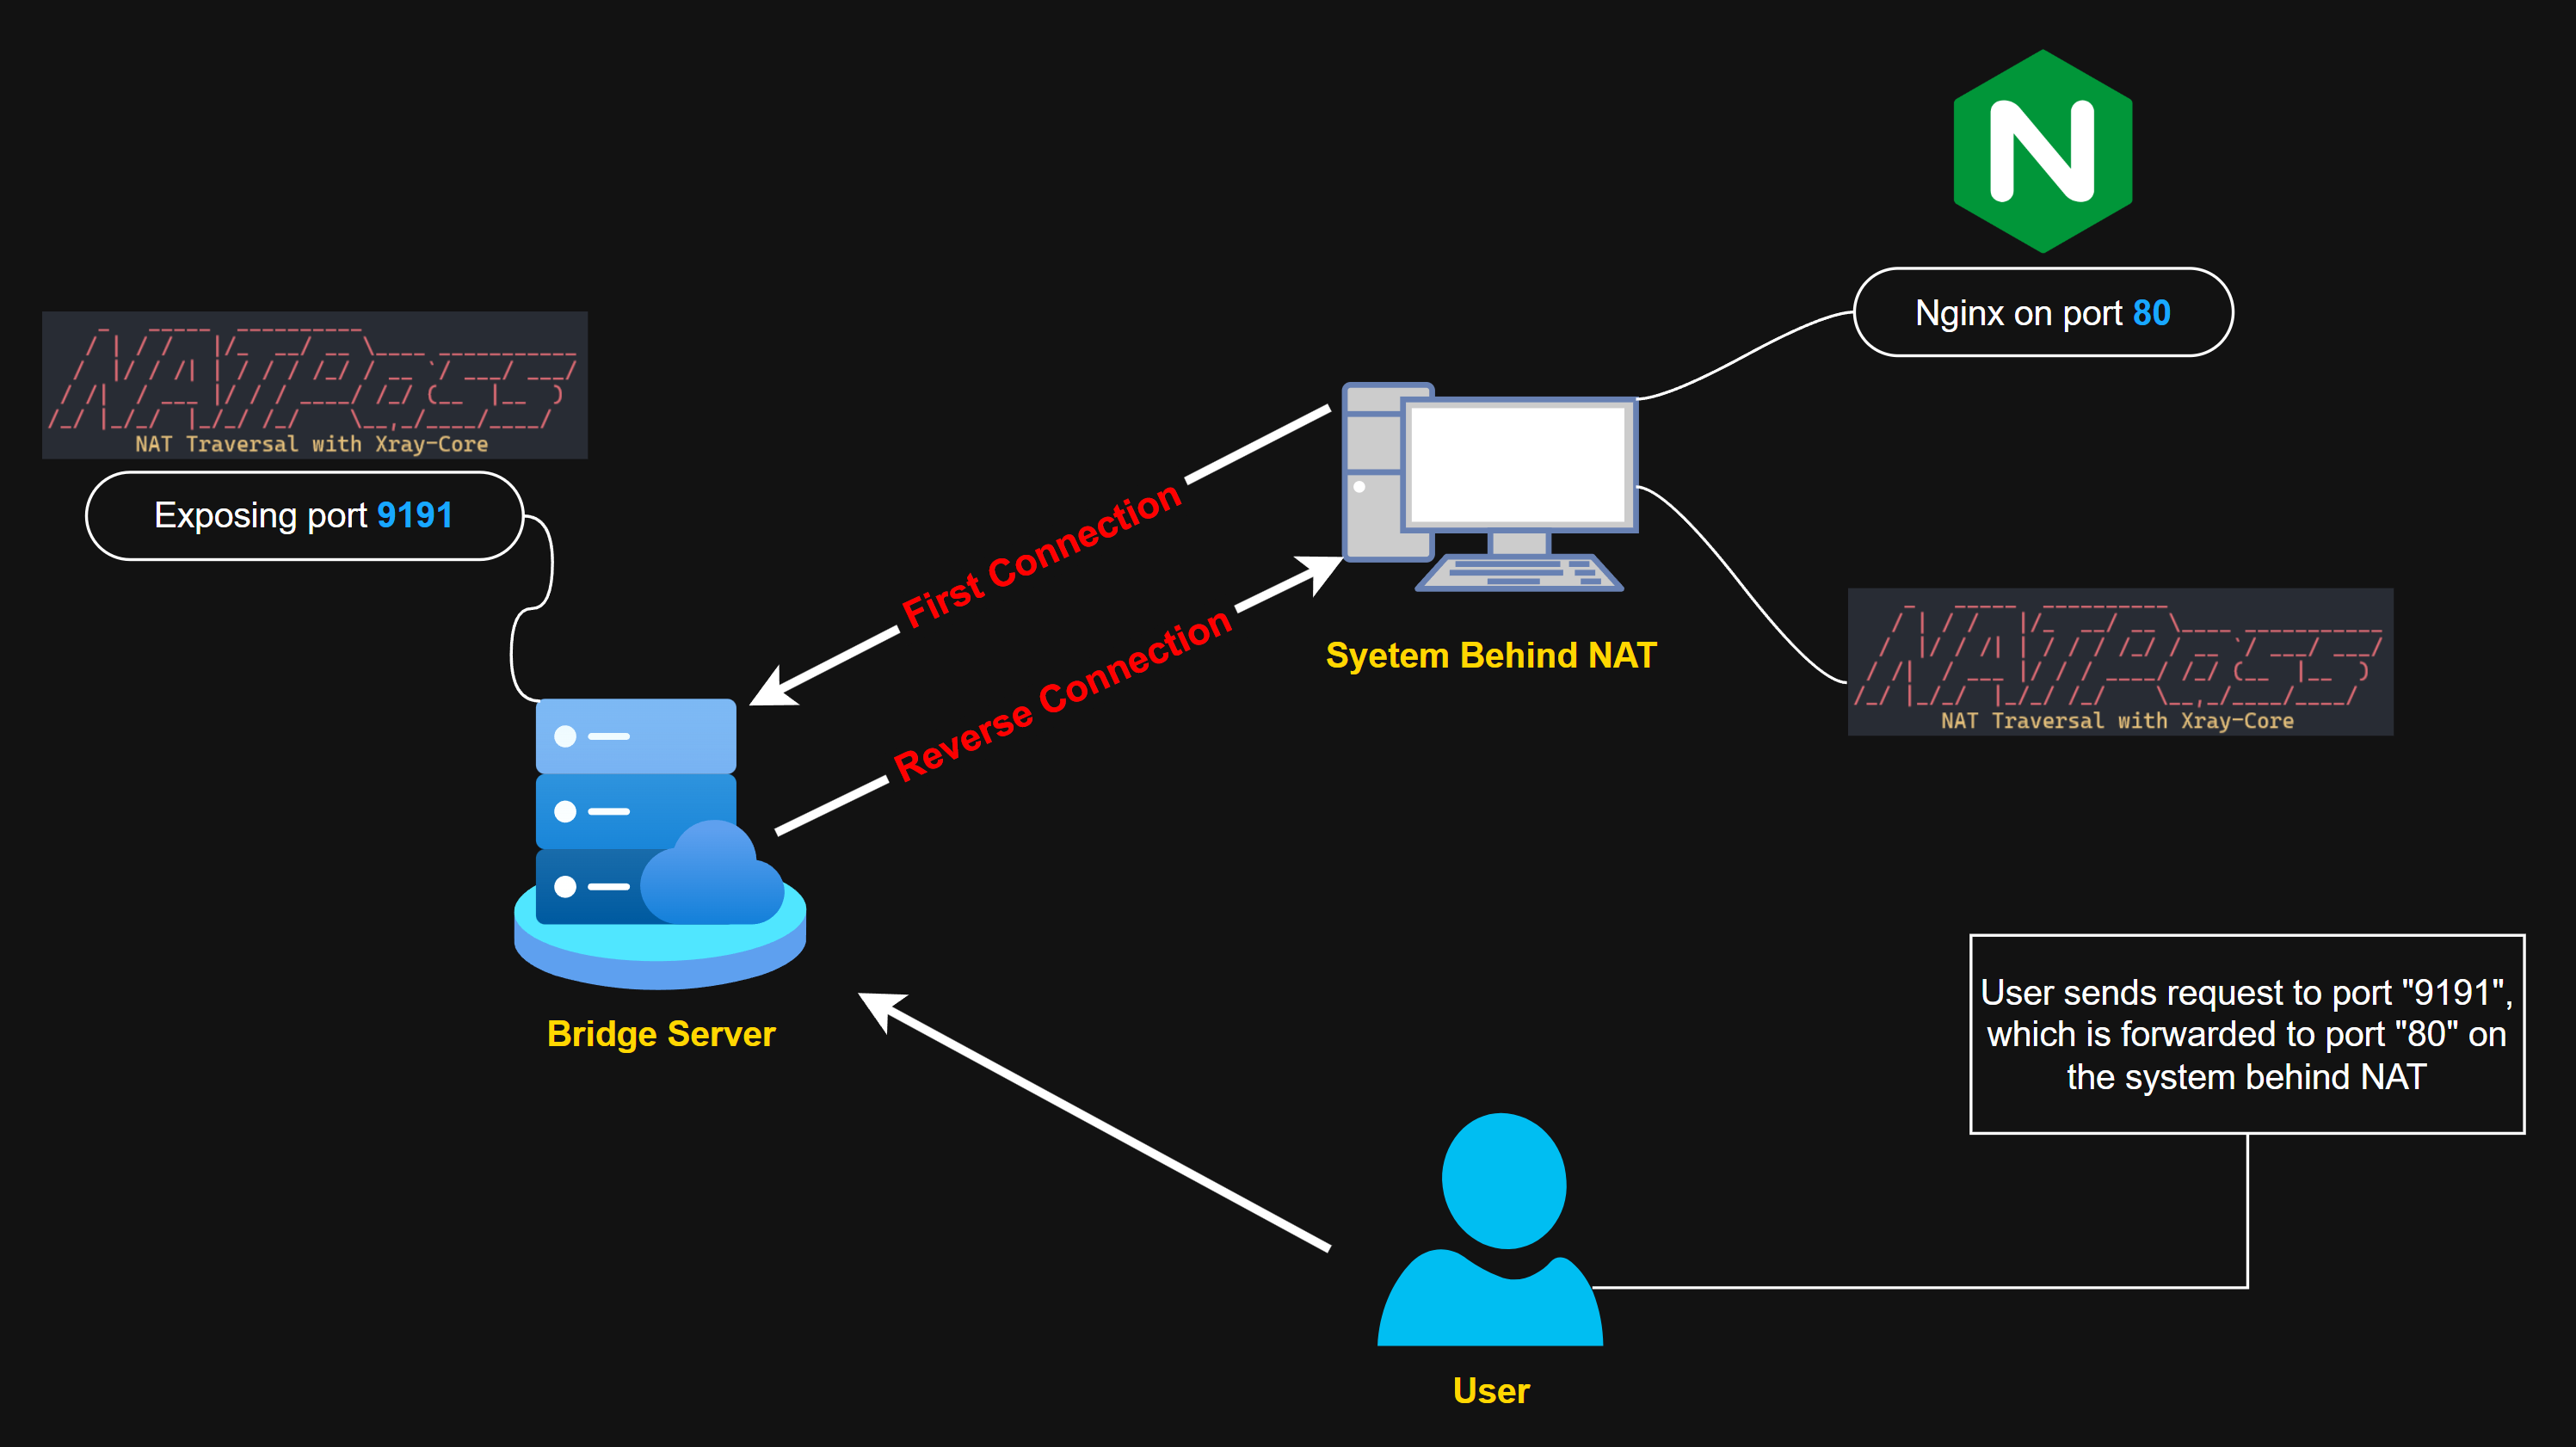 N
Nginx on port 80
NATPass
NAT Traversal with Xray-Core
Exposing port 9191
First Connection
Reverse Connection
Syetem Behind NAT
NATPass
NAT Traversal with Xray-Core
Bridge Server
User sends request to port "9191",
which is forwarded to port "80" on
the system behind NAT
User